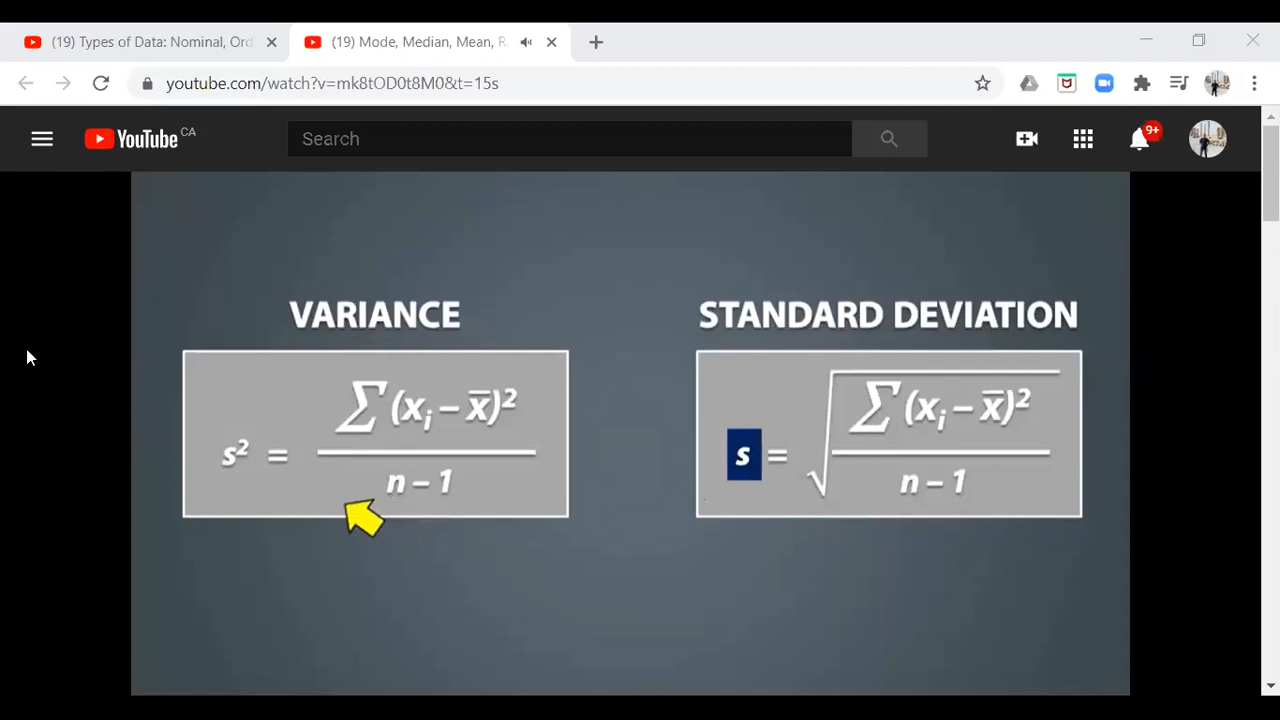 (19) Types of Data: Nominal, Ord
(19) Mode, Median, Mean, R
youtube.com/watch?v=mk8tOD0t8M0&t=15s
YouTube CA
Search
9+
VARIANCE
s² = Σ(xᵢ – x̅)² / n – 1
STANDARD DEVIATION
s = √(Σ(xᵢ – x̅)² / n – 1)